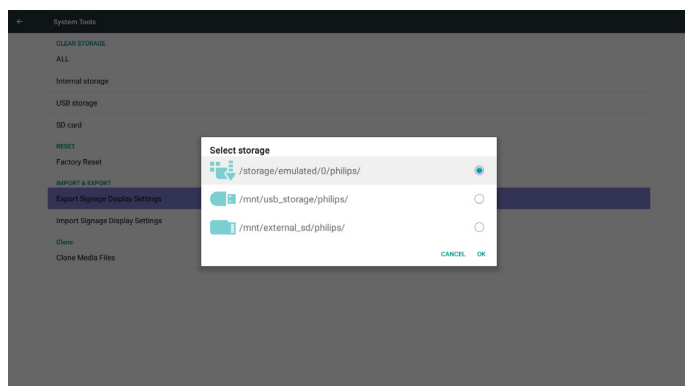 System Tools
CLEAR STORAGE
ALL
Internal storage
USB storage
SD card
RESET
Factory Reset
IMPORT & EXPORT
Export Signage Display Settings
Import Signage Display Settings
Clone
Clone Media Files
Select storage
/storage/emulated/0/philips/
/mnt/usb_storage/philips/
/mnt/external_sd/philips/
CANCEL OK